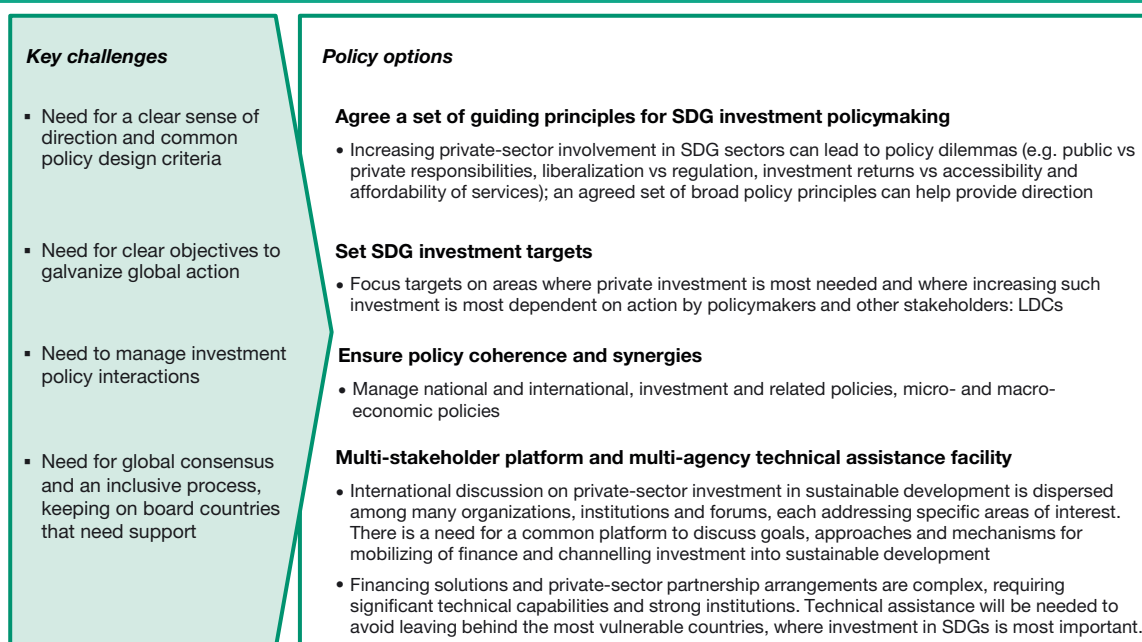 Key challenges
▪ Need for a clear sense of
direction and common
policy design criteria
▪ Need for clear objectives to
galvanize global action
▪ Need to manage investment
policy interactions
▪ Need for global consensus
and an inclusive process,
keeping on board countries
that need support
Policy options
Agree a set of guiding principles for SDG investment policymaking
• Increasing private-sector involvement in SDG sectors can lead to policy dilemmas (e.g. public vs
private responsibilities, liberalization vs regulation, investment returns vs accessibility and
affordability of services); an agreed set of broad policy principles can help provide direction
Set SDG investment targets
• Focus targets on areas where private investment is most needed and where increasing such
investment is most dependent on action by policymakers and other stakeholders: LDCs
Ensure policy coherence and synergies
• Manage national and international, investment and related policies, micro- and macro-
economic policies
Multi-stakeholder platform and multi-agency technical assistance facility
• International discussion on private-sector investment in sustainable development is dispersed
among many organizations, institutions and forums, each addressing specific areas of interest.
There is a need for a common platform to discuss goals, approaches and mechanisms for
mobilizing of finance and channelling investment into sustainable development
• Financing solutions and private-sector partnership arrangements are complex, requiring
significant technical capabilities and strong institutions. Technical assistance will be needed to
avoid leaving behind the most vulnerable countries, where investment in SDGs is most important